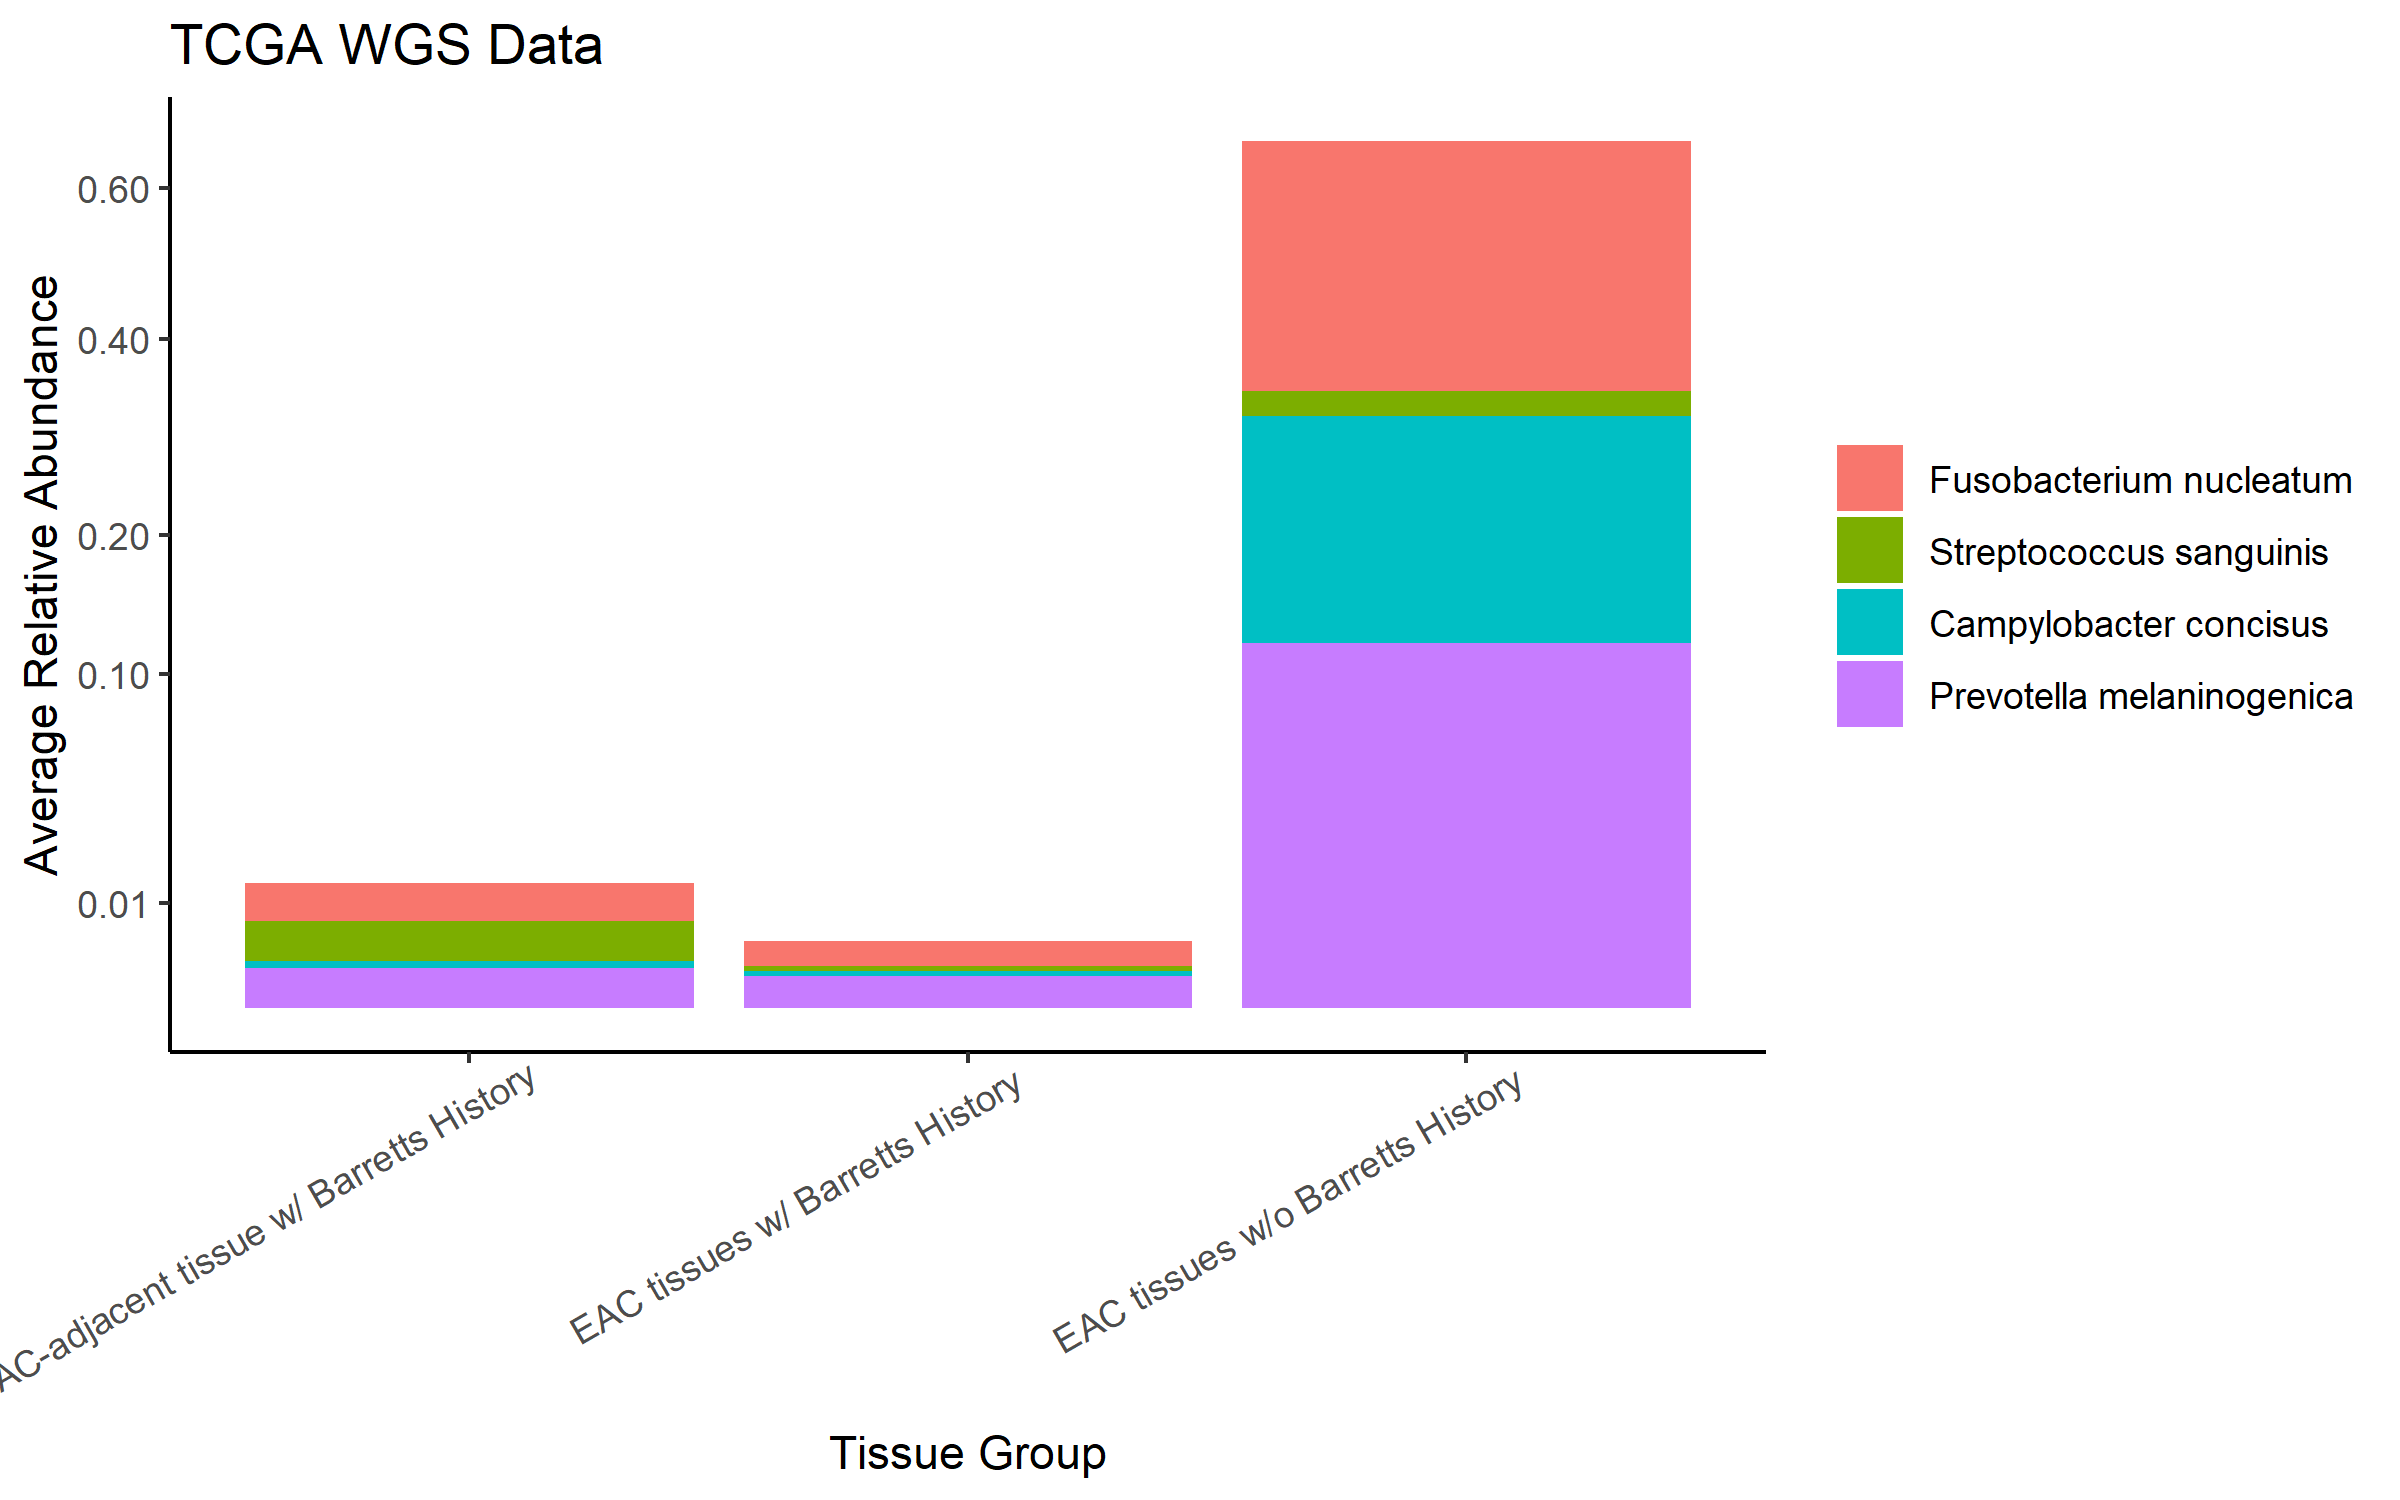 TCGA WGS Data
Average Relative Abundance
0.60
0.40
0.20
0.10
0.01
AC-adjacent tissue w/ Barretts History
EAC tissues w/ Barretts History
EAC tissues w/o Barretts History
Tissue Group
Fusobacterium nucleatum
Streptococcus sanguinis
Campylobacter concisus
Prevotella melaninogenica